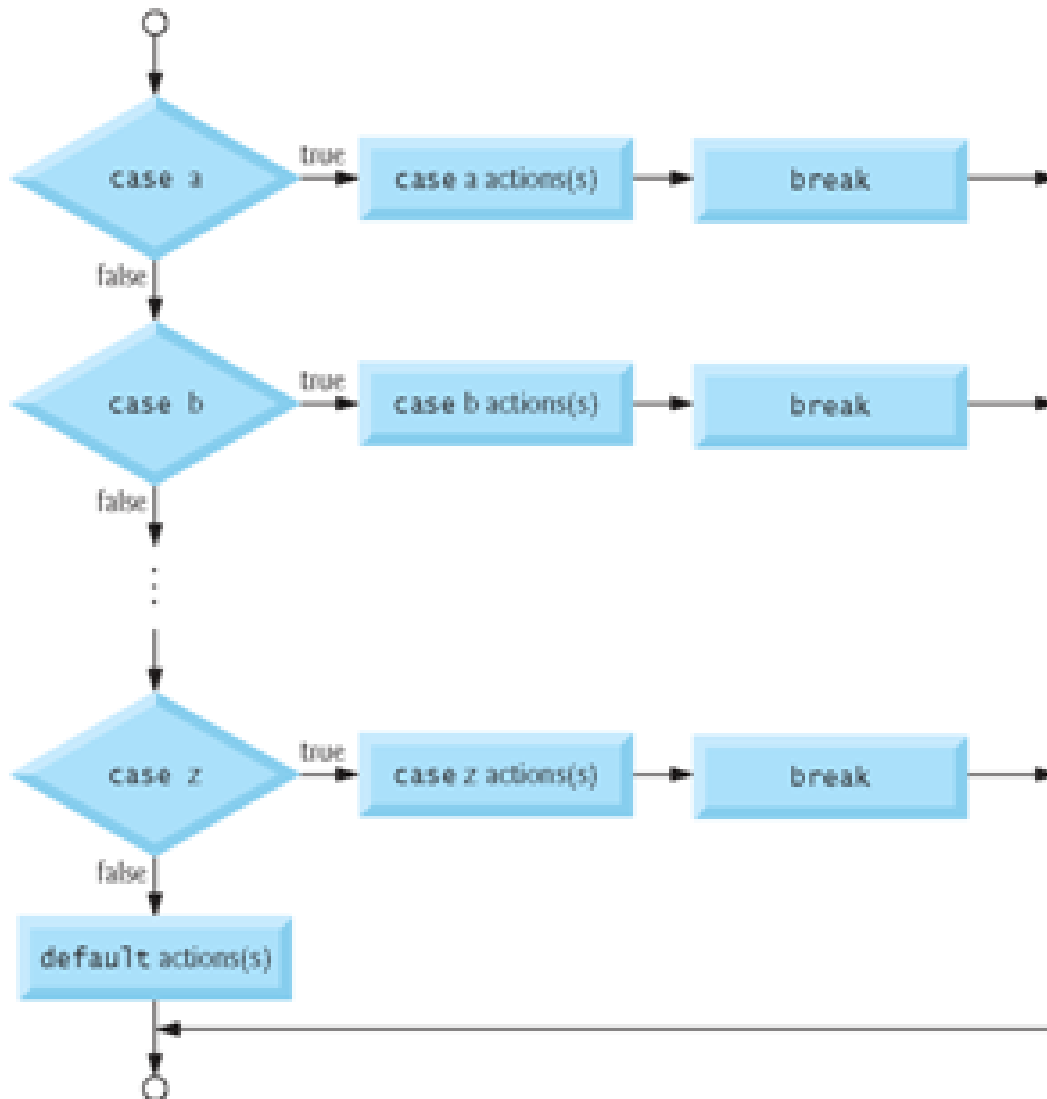 true
case a
case a actions(s)
break
false
true
case b
case b actions(s)
break
false
true
case z
case z actions(s)
break
false
default actions(s)